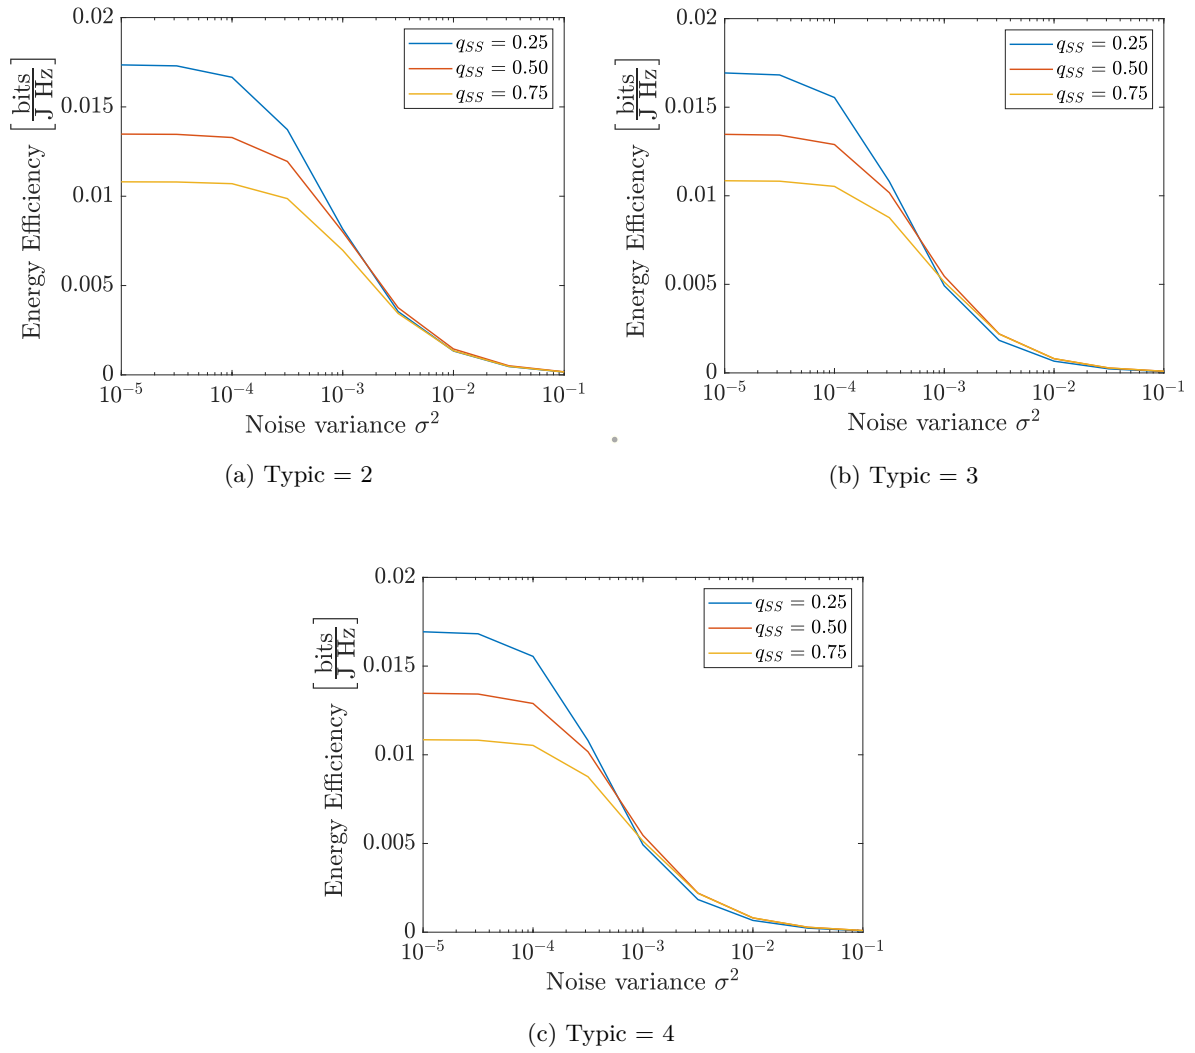 0.02
0.015
0.01
0.005
0
10^-5 10^-4 10^-3 10^-2 10^-1
Noise variance σ²
Energy Efficiency [bits / J Hz]
q_SS = 0.25
q_SS = 0.50
q_SS = 0.75
(a) Typic = 2
0.02
0.015
0.01
0.005
0
10^-5 10^-4 10^-3 10^-2 10^-1
Noise variance σ²
Energy Efficiency [bits / J Hz]
q_SS = 0.25
q_SS = 0.50
q_SS = 0.75
(b) Typic = 3
0.02
0.015
0.01
0.005
0
10^-5 10^-4 10^-3 10^-2 10^-1
Noise variance σ²
Energy Efficiency [bits / J Hz]
q_SS = 0.25
q_SS = 0.50
q_SS = 0.75
(c) Typic = 4